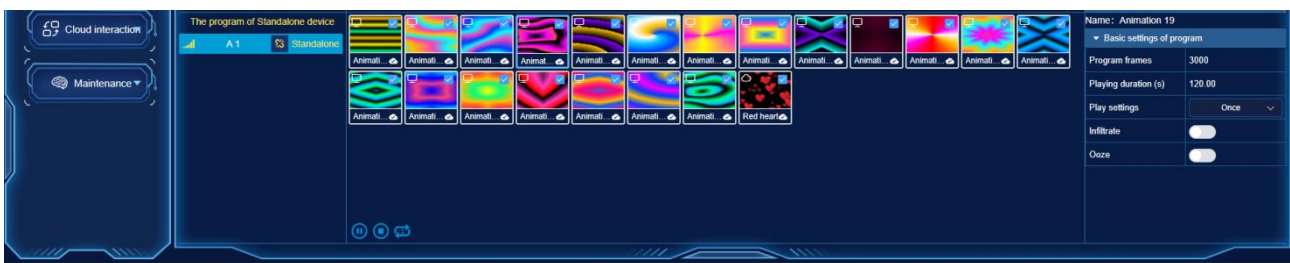 Cloud interaction
Maintenance
The program of Standalone device
A 1 Standalone
Animati... Animati... Animati... Animat... Animati... Animati... Animati... Animati... Animati... Animati... Animati... Animati... Animati...
Animati... Animati... Animati... Animati... Animati... Animati... Animati... Red heart
Name: Animation 19
Basic settings of program
Program frames 3000
Playing duration (s) 120.00
Play settings Once
Infiltrate
Ooze